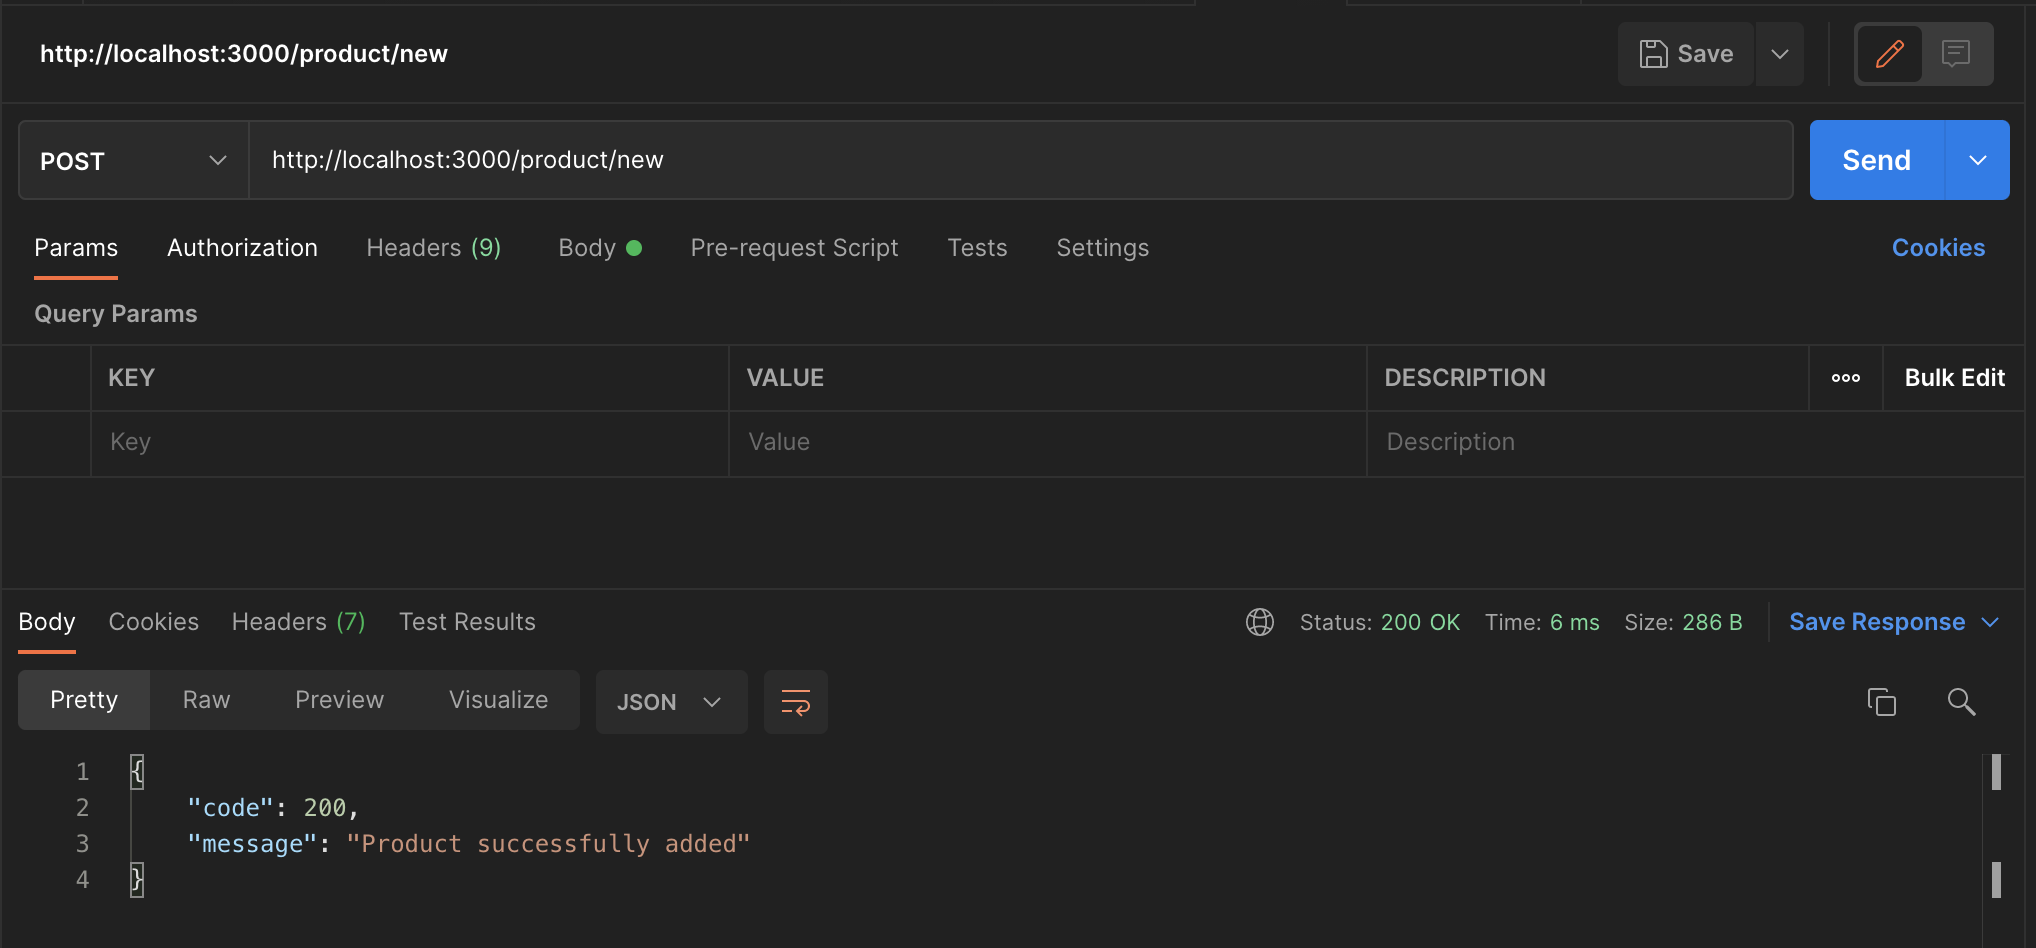 http://localhost:3000/product/new
Save
POST
http://localhost:3000/product/new
Send
Params Authorization Headers (9) Body Pre-request Script Tests Settings Cookies
Query Params
KEY VALUE DESCRIPTION ooo Bulk Edit
Key Value Description
Body Cookies Headers (7) Test Results Status: 200 OK Time: 6 ms Size: 286 B Save Response
Pretty Raw Preview Visualize JSON
1 {
2 "code": 200,
3 "message": "Product successfully added"
4 }